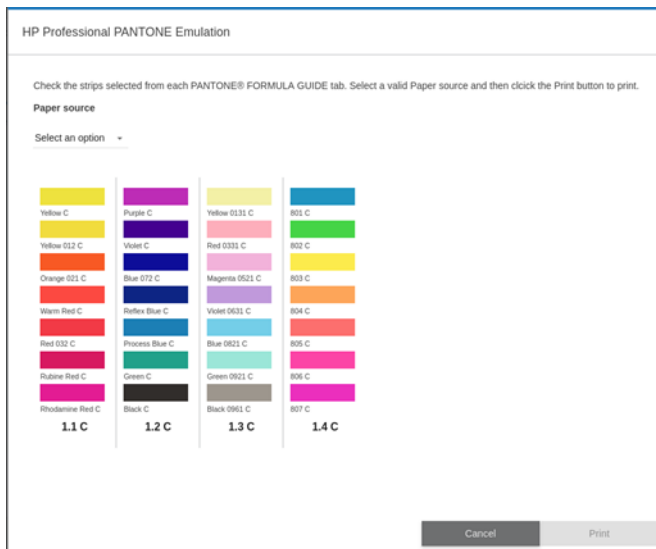 HP Professional PANTONE Emulation
Check the strips selected from each PANTONE® FORMULA GUIDE tab. Select a valid Paper source and then clcick the Print button to print.
Paper source
Select an option
Yellow C
Yellow 012 C
Orange 021 C
Warm Red C
Red 032 C
Rubine Red C
Rhodamine Red C
1.1 C
Purple C
Violet C
Blue 072 C
Reflex Blue C
Process Blue C
Green C
Black C
1.2 C
Yellow 0131 C
Red 0331 C
Magenta 0521 C
Violet 0631 C
Blue 0821 C
Green 0921 C
Black 0961 C
1.3 C
801 C
802 C
803 C
804 C
805 C
806 C
807 C
1.4 C
Cancel
Print